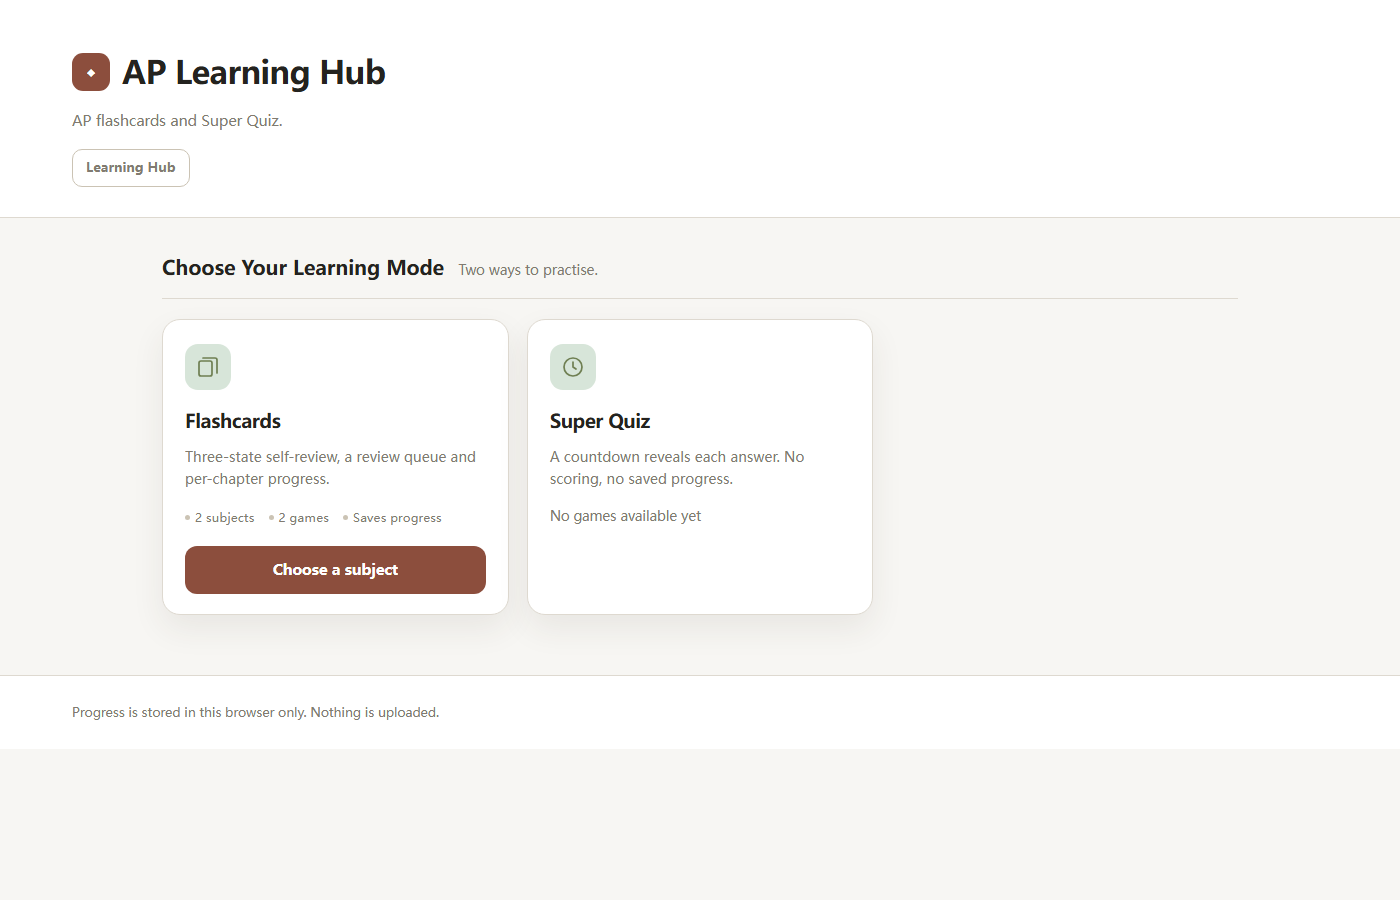 AP Learning Hub
AP flashcards and Super Quiz.
Learning Hub
Choose Your Learning Mode Two ways to practise.
Flashcards
Three-state self-review, a review queue and
per-chapter progress.
2 subjects 2 games Saves progress
Choose a subject
Super Quiz
A countdown reveals each answer. No
scoring, no saved progress.
No games available yet
Progress is stored in this browser only. Nothing is uploaded.